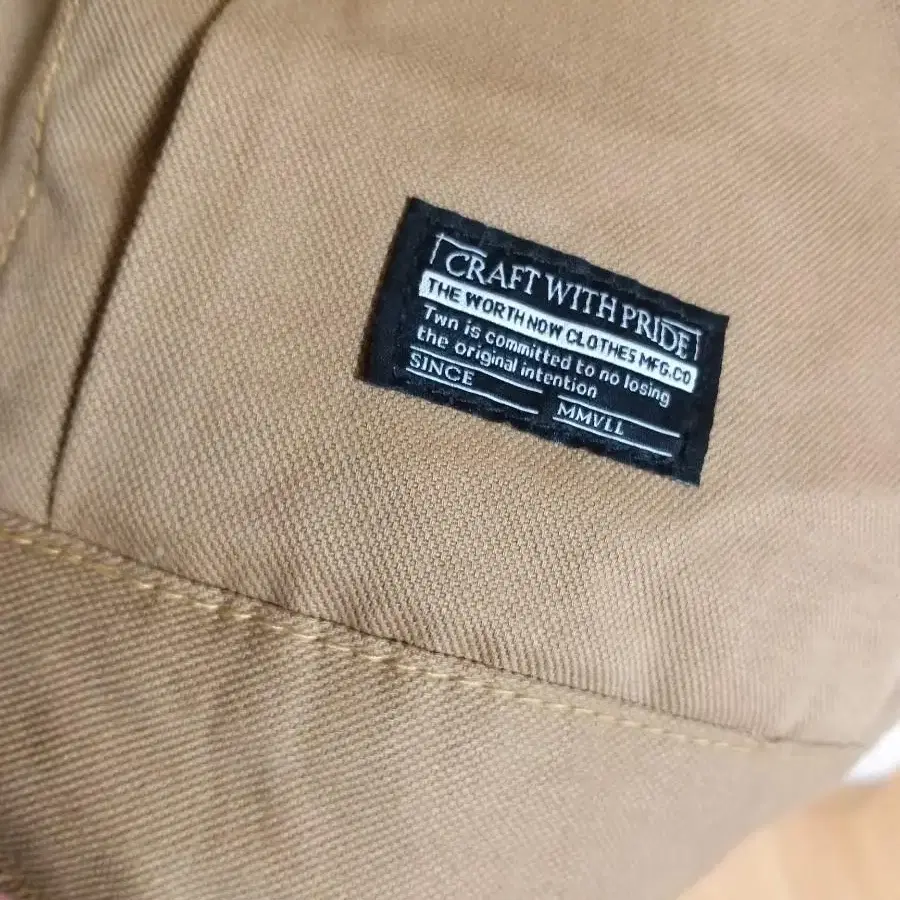 CRAFT WITH PRIDE
THE WORTH NOW CLOTHES MFG.CO
Twn is committed to no losing
the original intention
SINCE
MMVLL